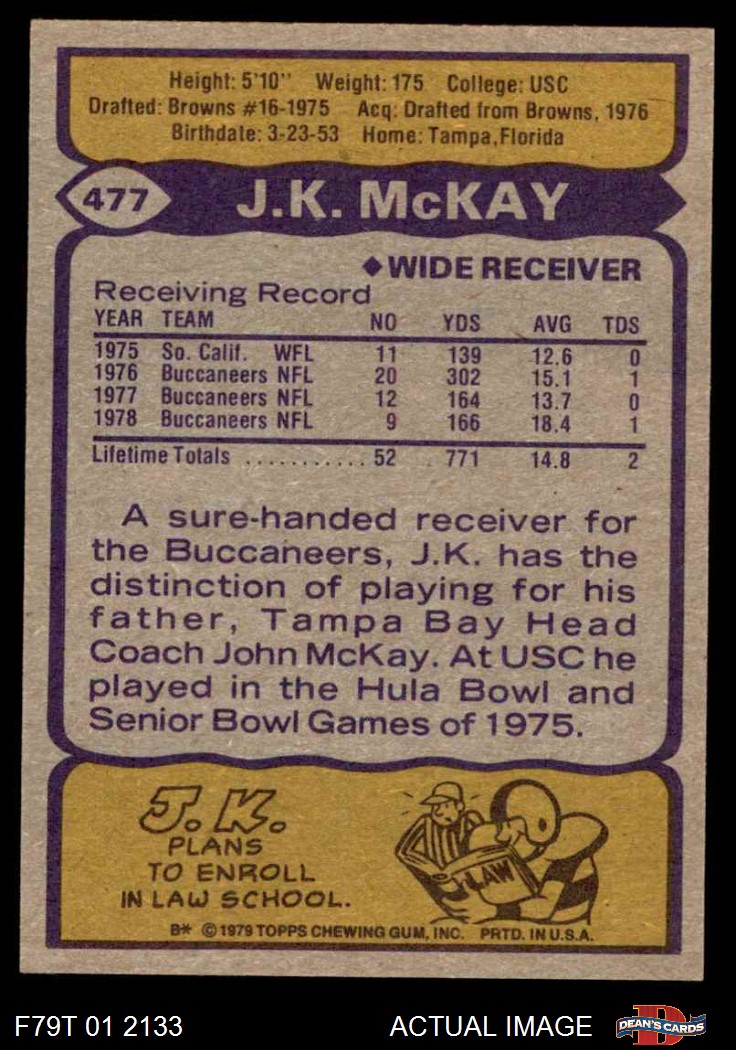 Height: 5'10" Weight: 175 College: USC
Drafted: Browns #16-1975 Acq: Drafted from Browns, 1976
Birthdate: 3-23-53 Home: Tampa,Florida
477 J.K. McKAY
◆WIDE RECEIVER
Receiving Record
YEAR TEAM NO YDS AVG TDS
1975 So. Calif. WFL 11 139 12.6 0
1976 Buccaneers NFL 20 302 15.1 1
1977 Buccaneers NFL 12 164 13.7 0
1978 Buccaneers NFL 9 166 18.4 1
Lifetime Totals ........... 52 771 14.8 2
A sure-handed receiver for
the Buccaneers, J.K. has the
distinction of playing for his
father, Tampa Bay Head
Coach John McKay. At USC he
played in the Hula Bowl and
Senior Bowl Games of 1975.
J.K.
PLANS
TO ENROLL
IN LAW SCHOOL.
LAW
B* © 1979 TOPPS CHEWING GUM, INC. PRTD. IN U.S.A.
F79T 01 2133 ACTUAL IMAGE D DEAN'S CARDS